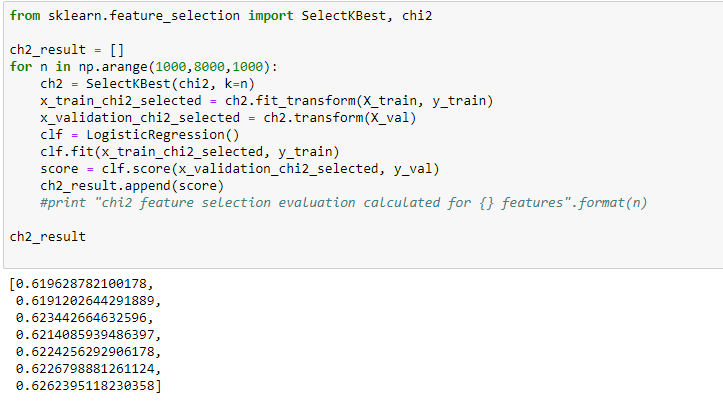 from sklearn.feature_selection import SelectKBest, chi2

ch2_result = []
for n in np.arange(1000,8000,1000):
    ch2 = SelectKBest(chi2, k=n)
    x_train_chi2_selected = ch2.fit_transform(X_train, y_train)
    x_validation_chi2_selected = ch2.transform(X_val)
    clf = LogisticRegression()
    clf.fit(x_train_chi2_selected, y_train)
    score = clf.score(x_validation_chi2_selected, y_val)
    ch2_result.append(score)
    #print "chi2 feature selection evaluation calculated for {} features".format(n)

ch2_result

[0.619628782100178,
 0.6191202644291889,
 0.623442664632596,
 0.6214085939486397,
 0.6224256292906178,
 0.6226798881261124,
 0.6262395118230358]